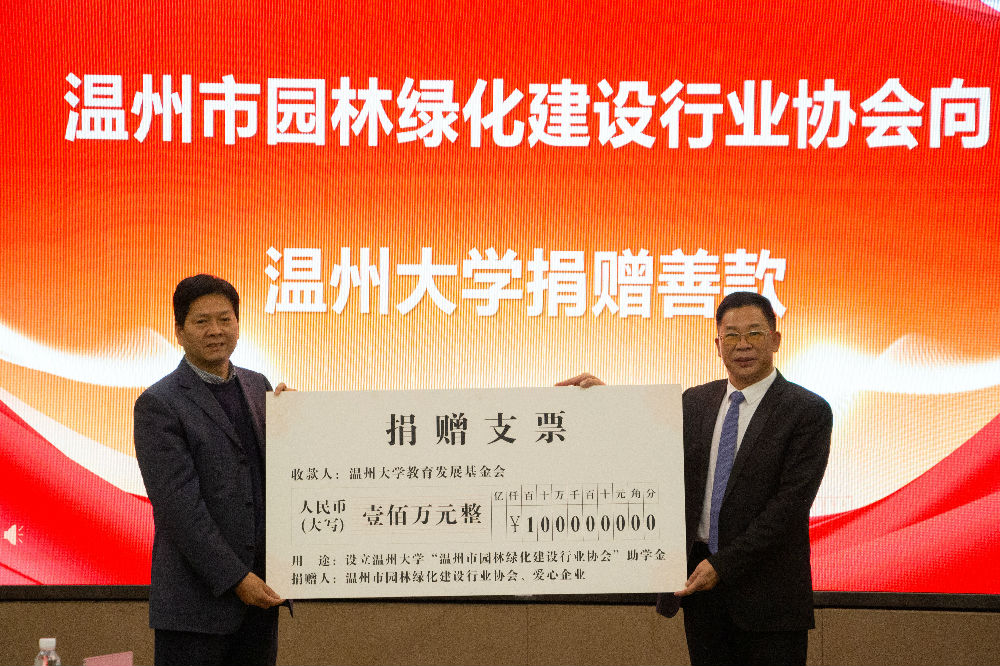 温州市园林绿化建设行业协会向
温州大学捐赠善款
捐赠支票
收款人：温州大学教育发展基金会
人民币
(大写)
壹佰万元整
亿仟百十万千百十元角分
￥100000000
用　途：设立温州大学“温州市园林绿化建设行业协会”助学金
捐赠人：温州市园林绿化建设行业协会、爱心企业